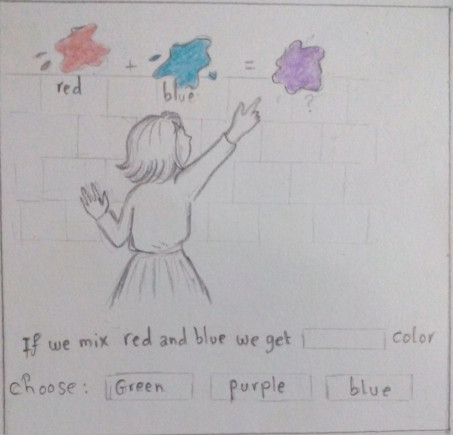 + =
red blue ?
If we mix red and blue we get color
choose: Green purple blue